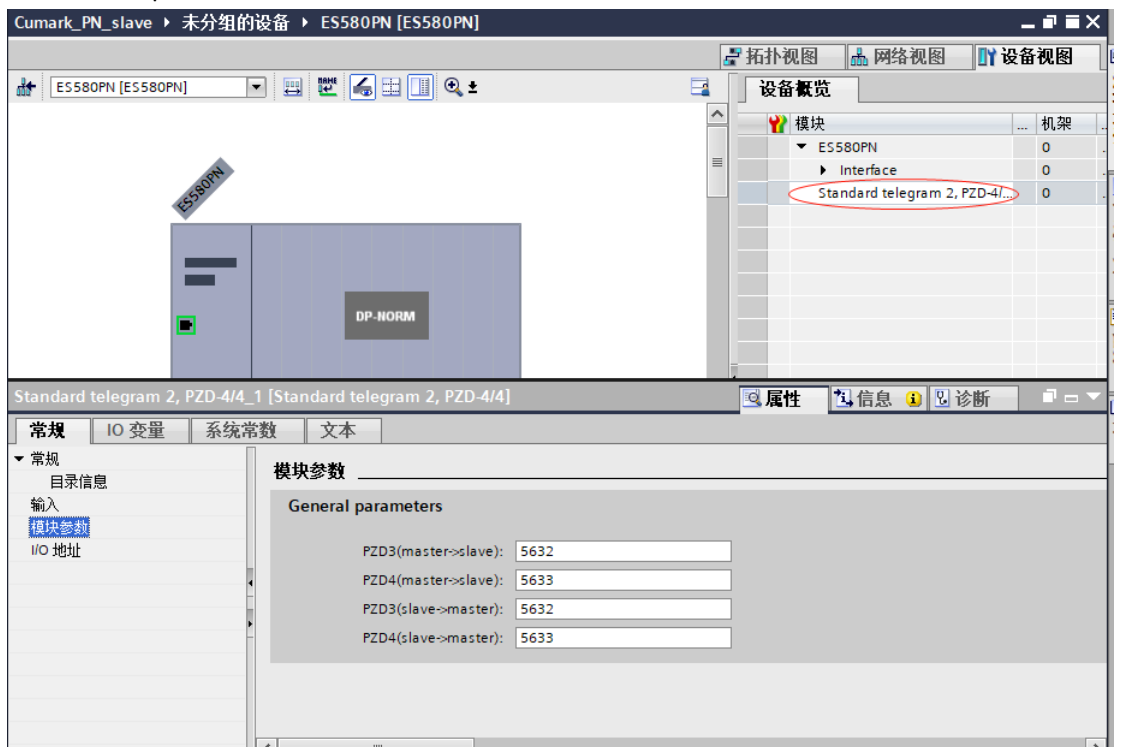 Cumark_PN_slave ▸ 未分组的设备 ▸ ES580PN [ES580PN]
拓扑视图 网络视图 设备视图
ES580PN [ES580PN]
设备概览
模块 ... 机架
ES580PN 0
Interface 0
Standard telegram 2, PZD-4/... 0
ES580PN
DP-NORM
Standard telegram 2, PZD-4/4_1 [Standard telegram 2, PZD-4/4]
属性 信息 诊断
常规 IO 变量 系统常数 文本
常规
目录信息
输入
模块参数
I/O 地址
模块参数
General parameters
PZD3(master->slave): 5632
PZD4(master->slave): 5633
PZD3(slave->master): 5632
PZD4(slave->master): 5633